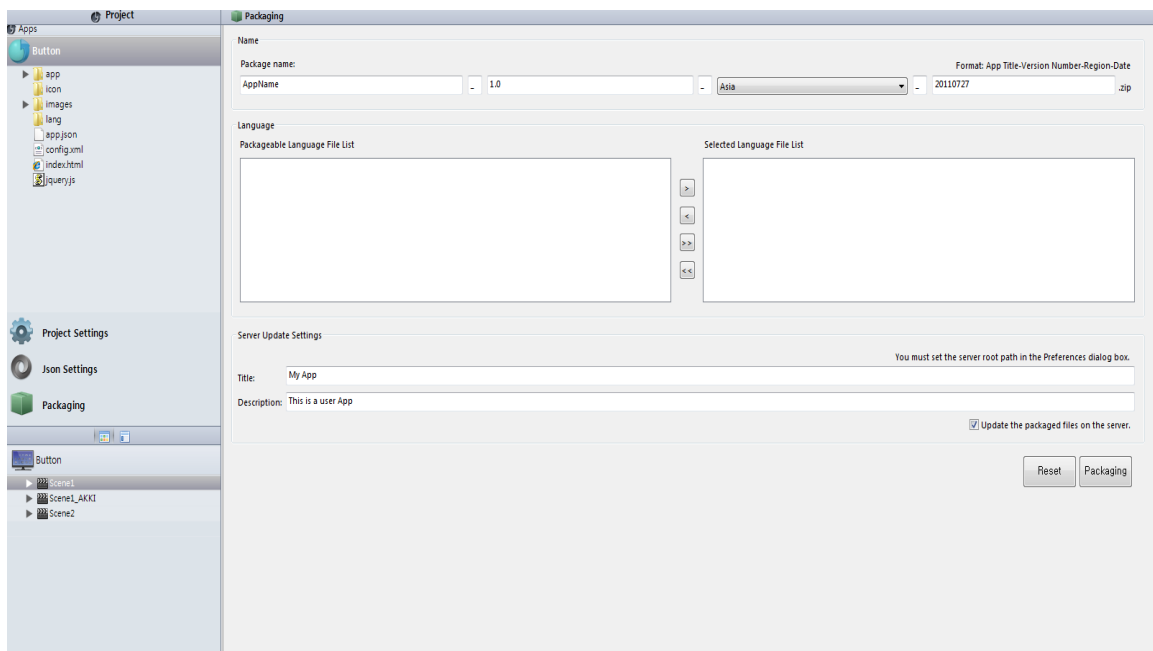 Project
Apps
Button
app
icon
images
lang
app.json
config.xml
index.html
jquery.js
Project Settings
Json Settings
Packaging
Button
Scene1
Scene1_AKKI
Scene2
Packaging
Name
Package name:
Format: App Title-Version Number-Region-Date
AppName _ 1.0 _ Asia _ 20110727 .zip
Language
Packageable Language File List
Selected Language File List
>
<
>>
<<
Server Update Settings
You must set the server root path in the Preferences dialog box.
Title: My App
Description: This is a user App
Update the packaged files on the server.
Reset Packaging